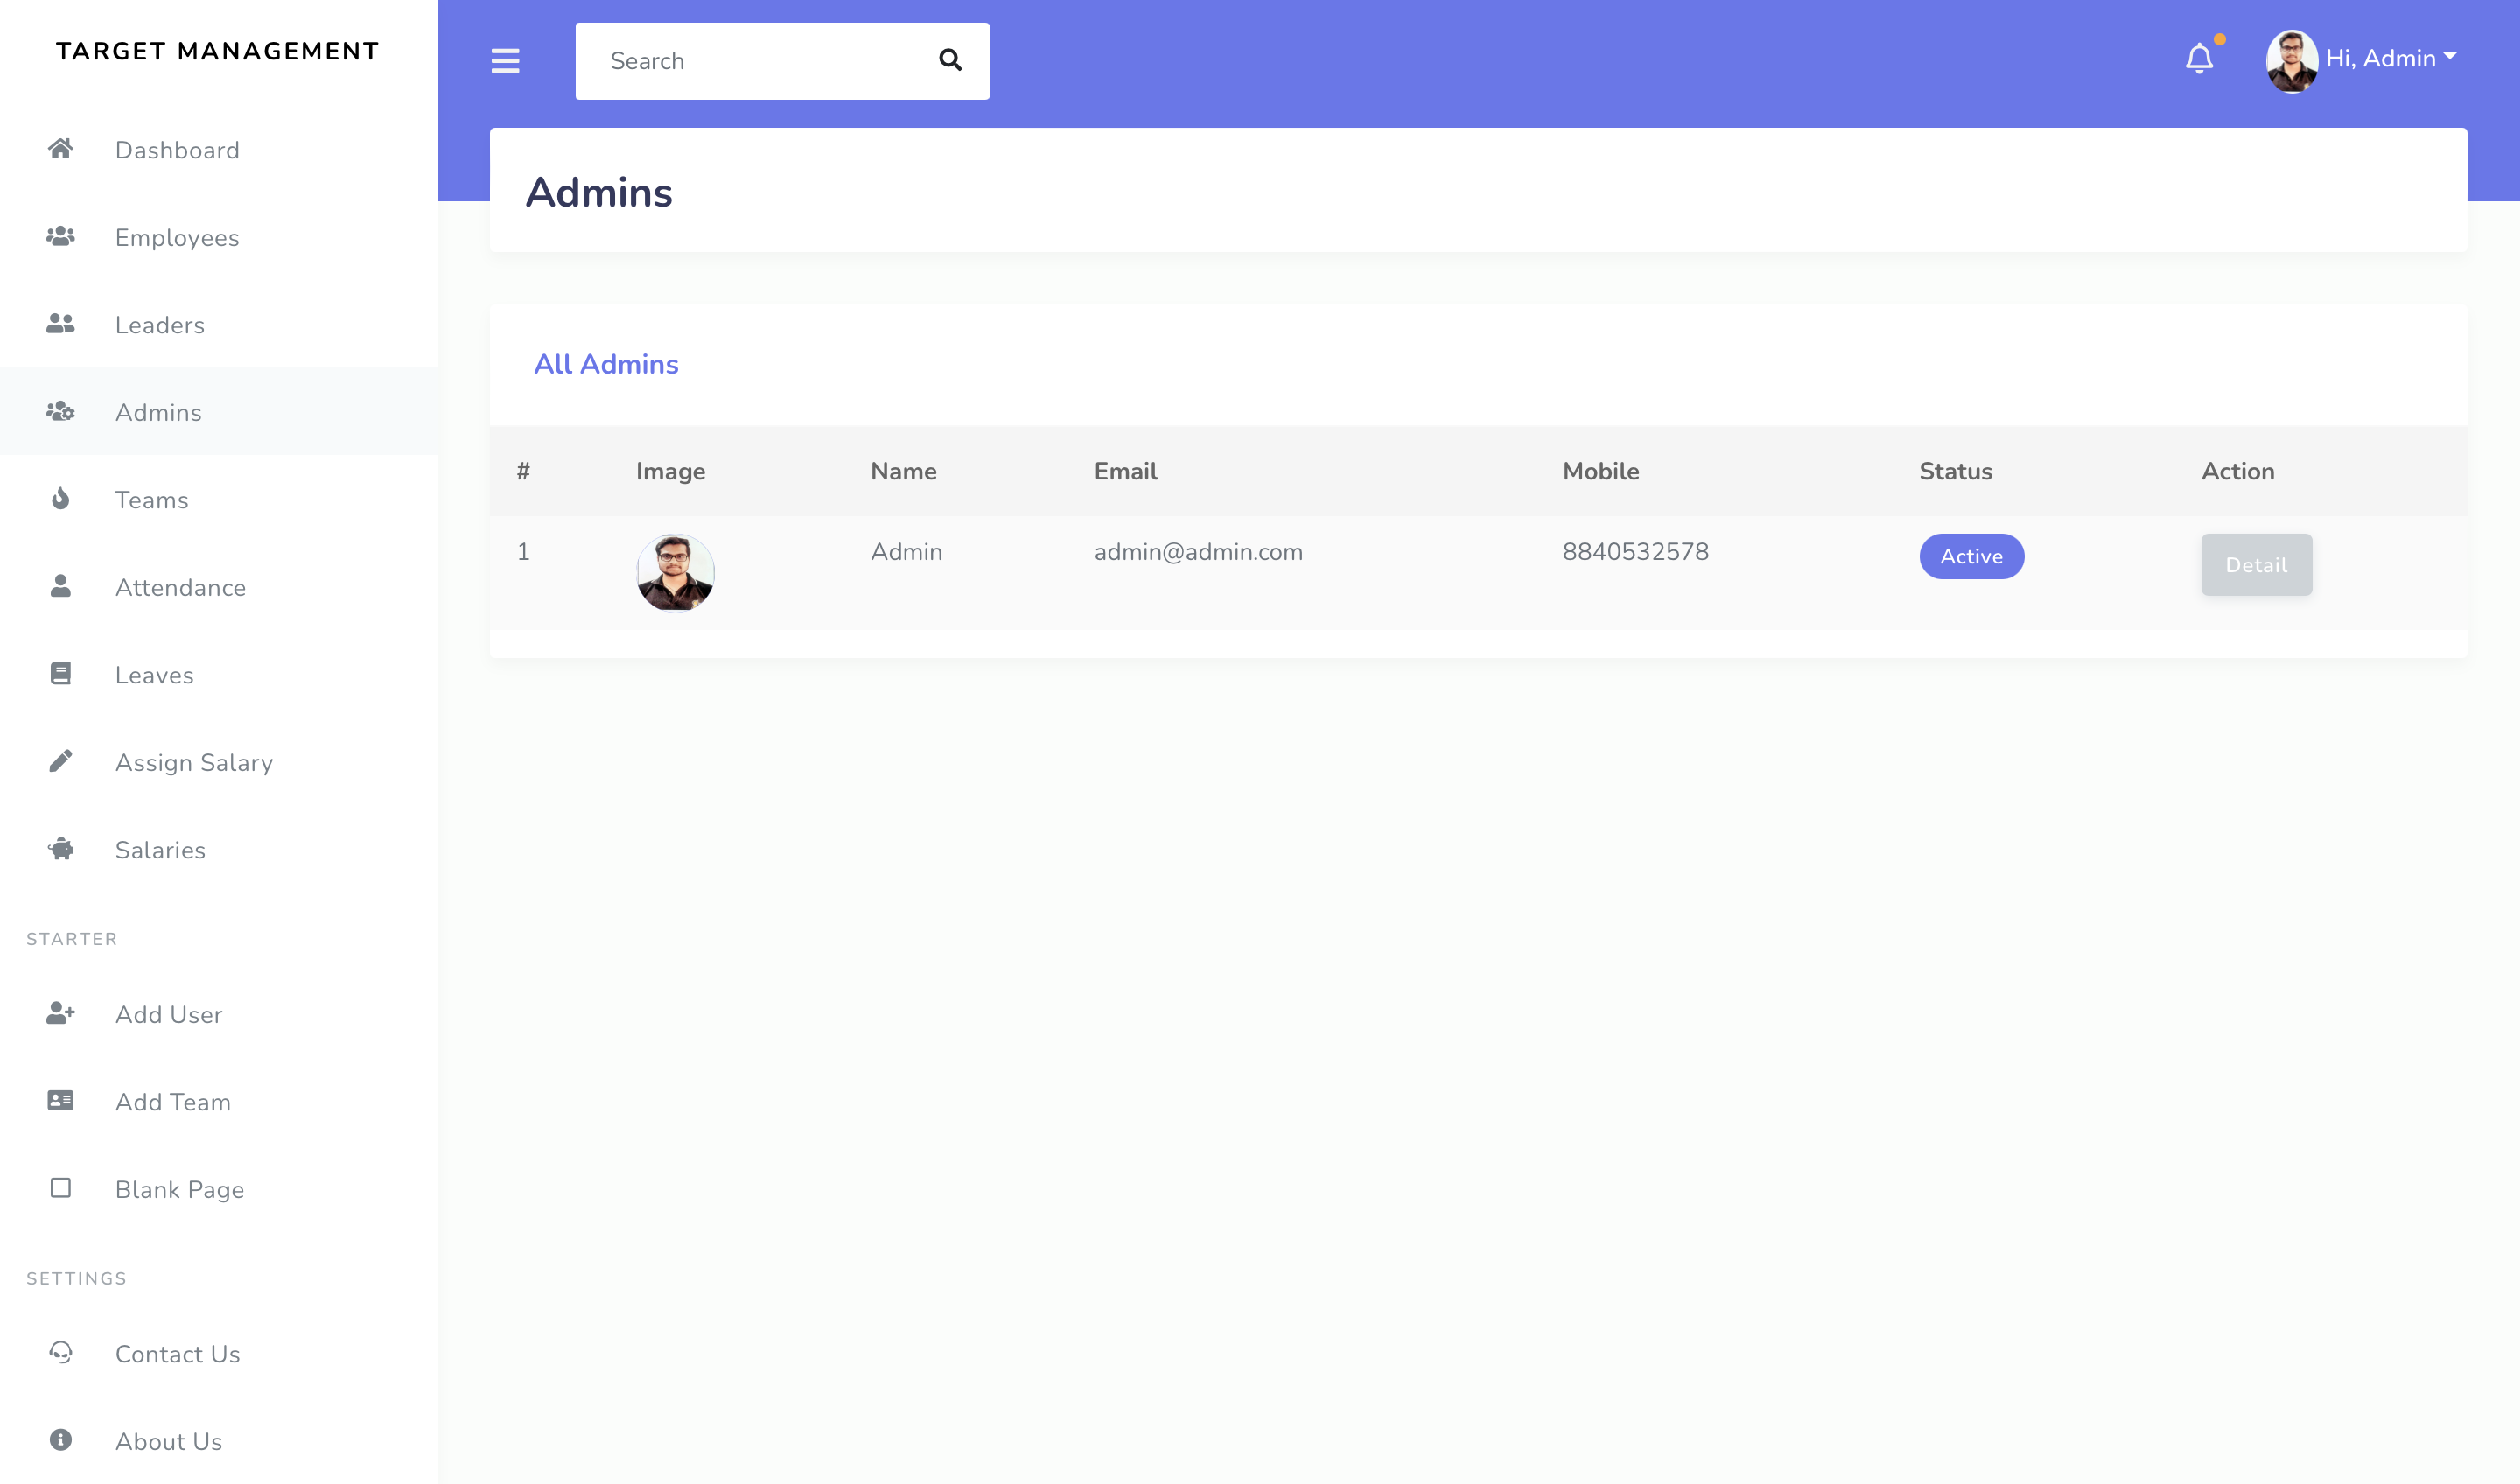 TARGET MANAGEMENT
Dashboard
Employees
Leaders
Admins
Teams
Attendance
Leaves
Assign Salary
Salaries
STARTER
Add User
Add Team
Blank Page
SETTINGS
Contact Us
About Us
Search
Hi, Admin
Admins
All Admins
# Image Name Email Mobile Status Action
1 Admin admin@admin.com 8840532578 Active Detail